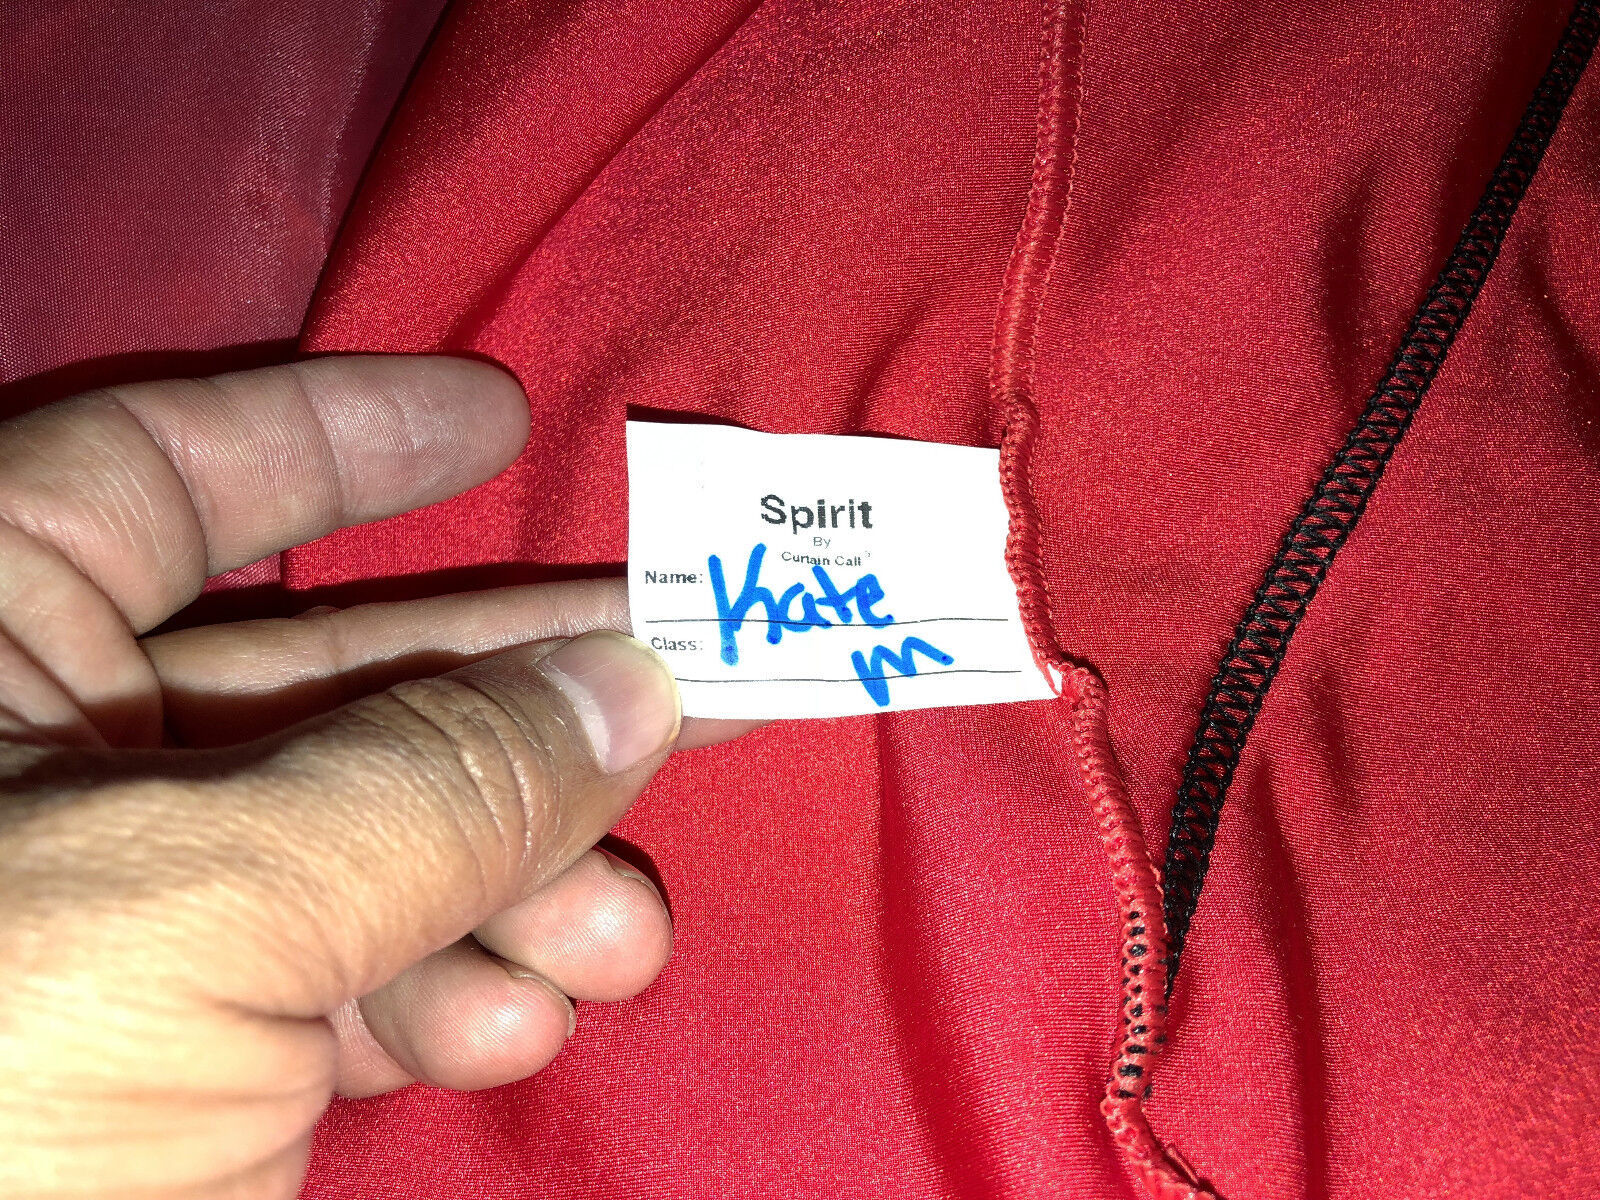 Spirit
By
Curtain Call
Name: Kate
Class: m